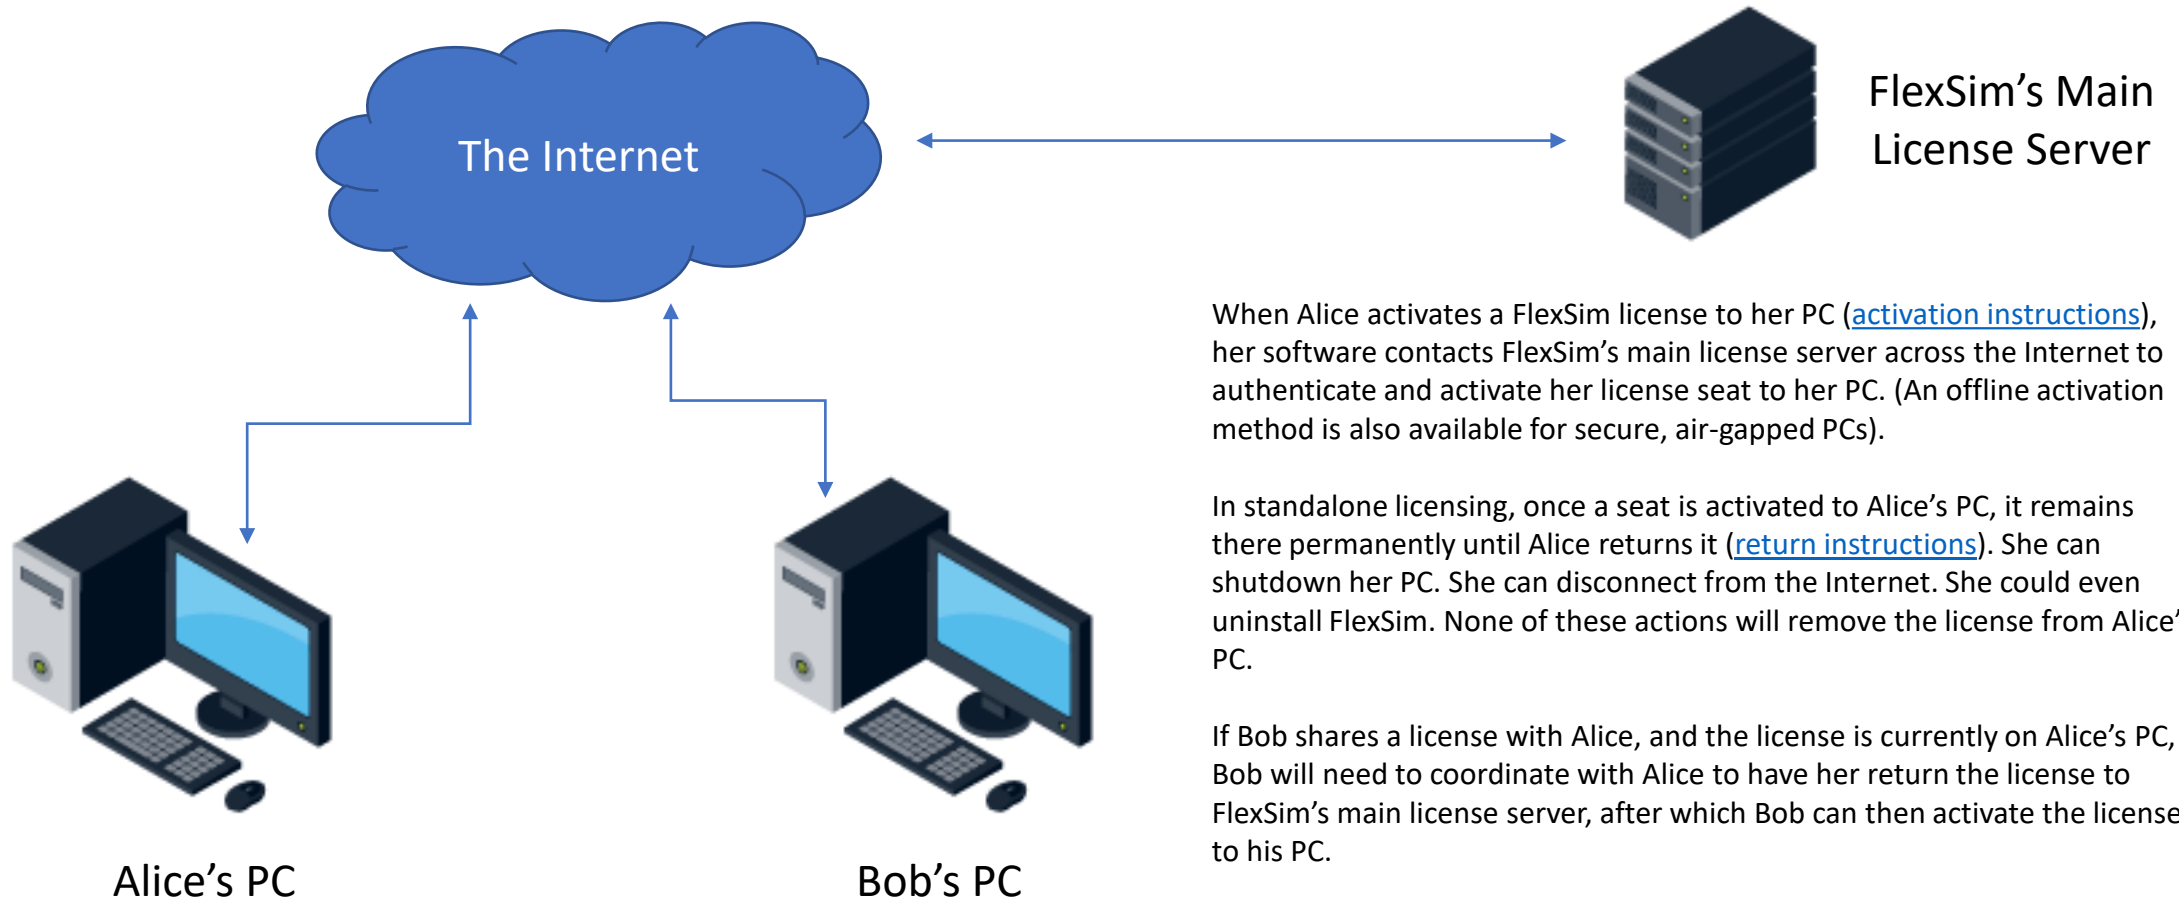 The Internet
FlexSim’s Main
License Server
When Alice activates a FlexSim license to her PC (activation instructions),
her software contacts FlexSim’s main license server across the Internet to
authenticate and activate her license seat to her PC. (An offline activation
method is also available for secure, air-gapped PCs).
In standalone licensing, once a seat is activated to Alice’s PC, it remains
there permanently until Alice returns it (return instructions). She can
shutdown her PC. She can disconnect from the Internet. She could even
uninstall FlexSim. None of these actions will remove the license from Alice’
PC.
If Bob shares a license with Alice, and the license is currently on Alice’s PC,
Bob will need to coordinate with Alice to have her return the license to
FlexSim’s main license server, after which Bob can then activate the license
to his PC.
Alice’s PC
Bob’s PC